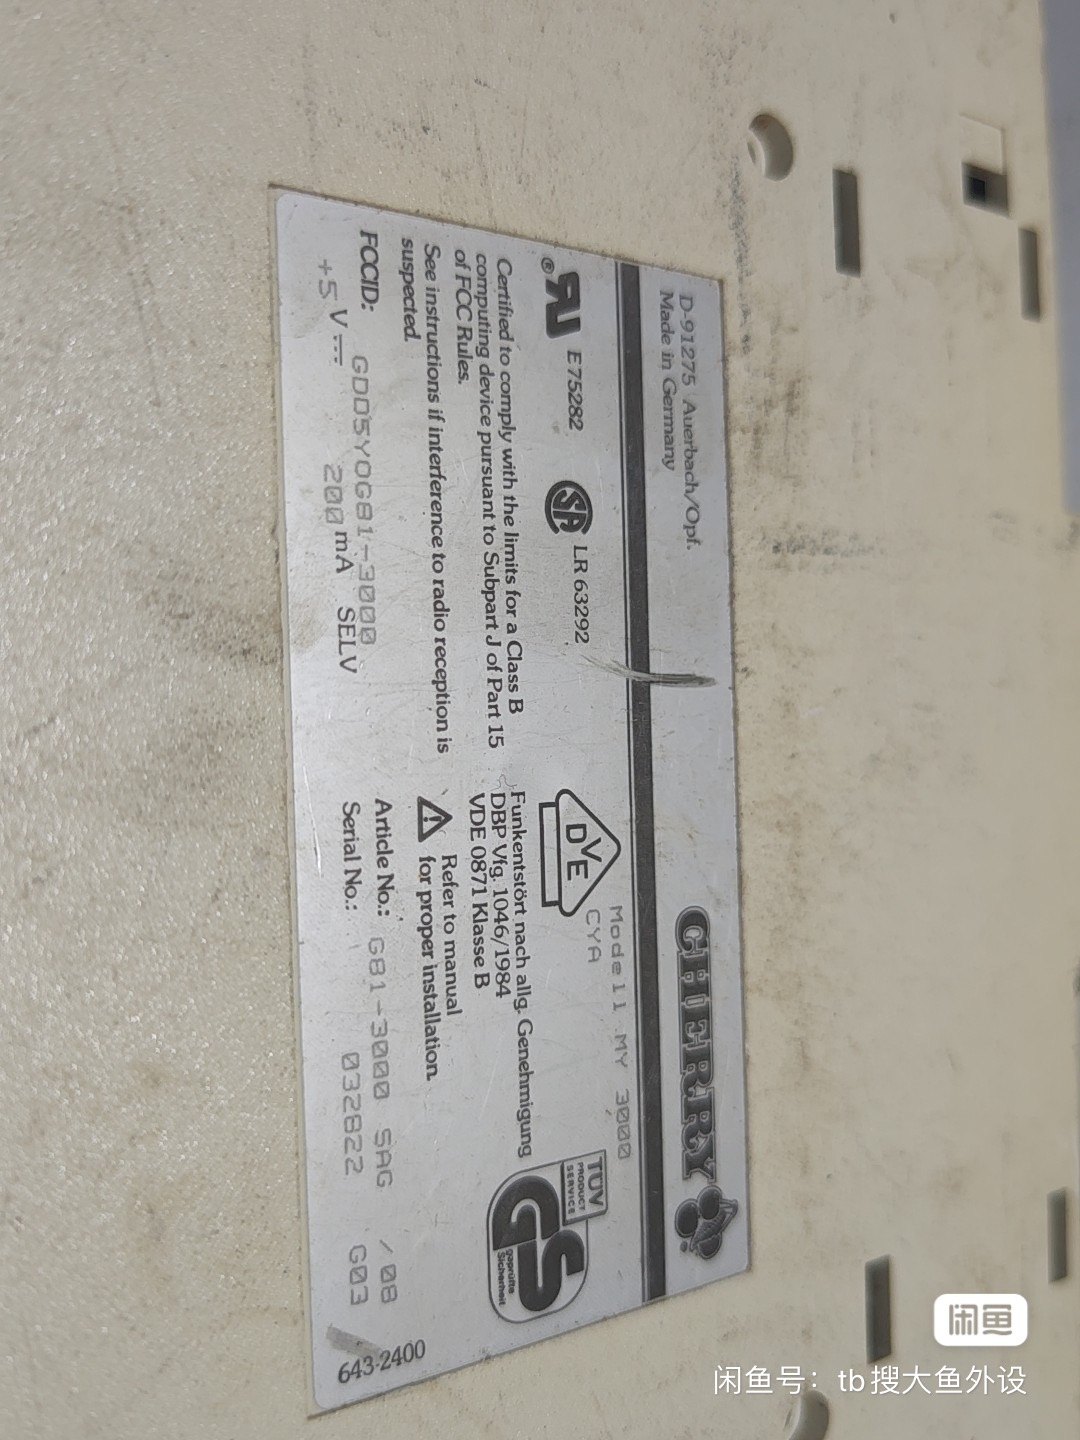 D-91275 Auerbach/Opf.
Made in Germany
CHERRY
Modell MY 3000
CYA
E75282
LR 63292
DVE
TÜV
PRODUCT
SERVICE
GS
geprüfte
Sicherheit
Certified to comply with the limits for a Class B
computing device pursuant to Subpart J of Part 15
of FCC Rules.
See instructions if interference to radio reception is
suspected.
Funkentstört nach allg. Genehmigung
DBP Vfg. 1046/1984
VDE 0871 Klasse B
Refer to manual
for proper installation.
FCCID: GDD5YOG81-3000
+5 V 200 mA SELV
Article No.: G81-3000 SAG /08
Serial No.: 032822 G03
643-2400
闲鱼
闲鱼号：tb搜大鱼外设